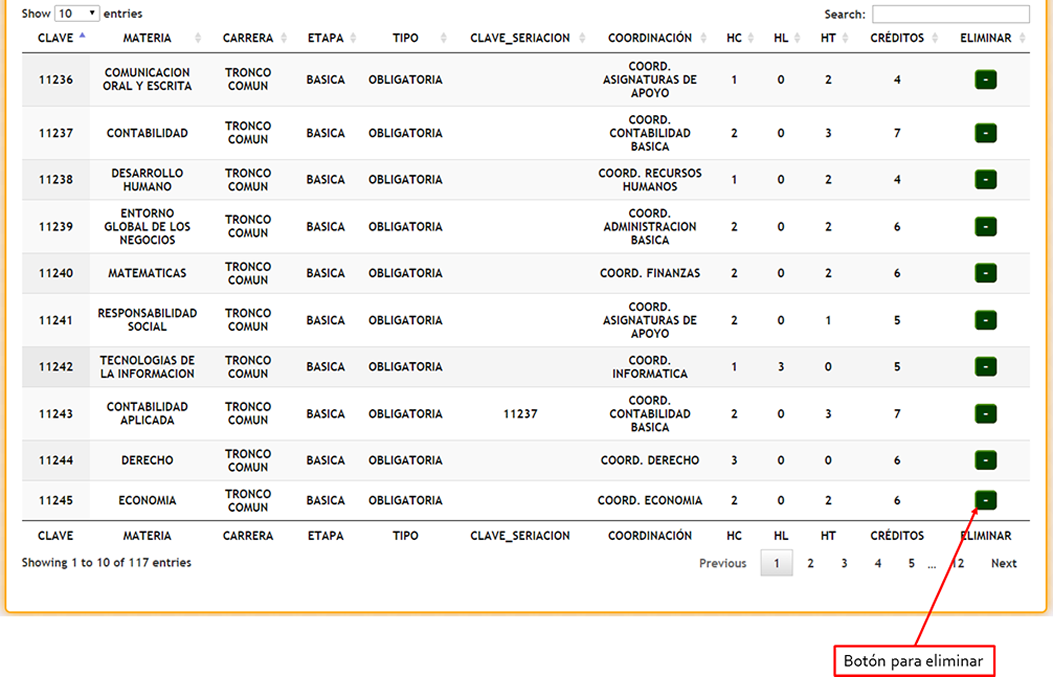 Show 10 entries Search:
CLAVE MATERIA CARRERA ETAPA TIPO CLAVE_SERIACION COORDINACIÓN HC HL HT CRÉDITOS ELIMINAR
11236 COMUNICACION ORAL Y ESCRITA TRONCO COMUN BASICA OBLIGATORIA COORD. ASIGNATURAS DE APOYO 1 0 2 4 -
11237 CONTABILIDAD TRONCO COMUN BASICA OBLIGATORIA COORD. CONTABILIDAD BASICA 2 0 3 7 -
11238 DESARROLLO HUMANO TRONCO COMUN BASICA OBLIGATORIA COORD. RECURSOS HUMANOS 1 0 2 4 -
11239 ENTORNO GLOBAL DE LOS NEGOCIOS TRONCO COMUN BASICA OBLIGATORIA COORD. ADMINISTRACION BASICA 2 0 2 6 -
11240 MATEMATICAS TRONCO COMUN BASICA OBLIGATORIA COORD. FINANZAS 2 0 2 6 -
11241 RESPONSABILIDAD SOCIAL TRONCO COMUN BASICA OBLIGATORIA COORD. ASIGNATURAS DE APOYO 2 0 1 5 -
11242 TECNOLOGIAS DE LA INFORMACION TRONCO COMUN BASICA OBLIGATORIA COORD. INFORMATICA 1 3 0 5 -
11243 CONTABILIDAD APLICADA TRONCO COMUN BASICA OBLIGATORIA 11237 COORD. CONTABILIDAD BASICA 2 0 3 7 -
11244 DERECHO TRONCO COMUN BASICA OBLIGATORIA COORD. DERECHO 3 0 0 6 -
11245 ECONOMIA TRONCO COMUN BASICA OBLIGATORIA COORD. ECONOMIA 2 0 2 6 -
CLAVE MATERIA CARRERA ETAPA TIPO CLAVE_SERIACION COORDINACIÓN HC HL HT CRÉDITOS ELIMINAR
Showing 1 to 10 of 117 entries Previous 1 2 3 4 5 ... 12 Next
Botón para eliminar